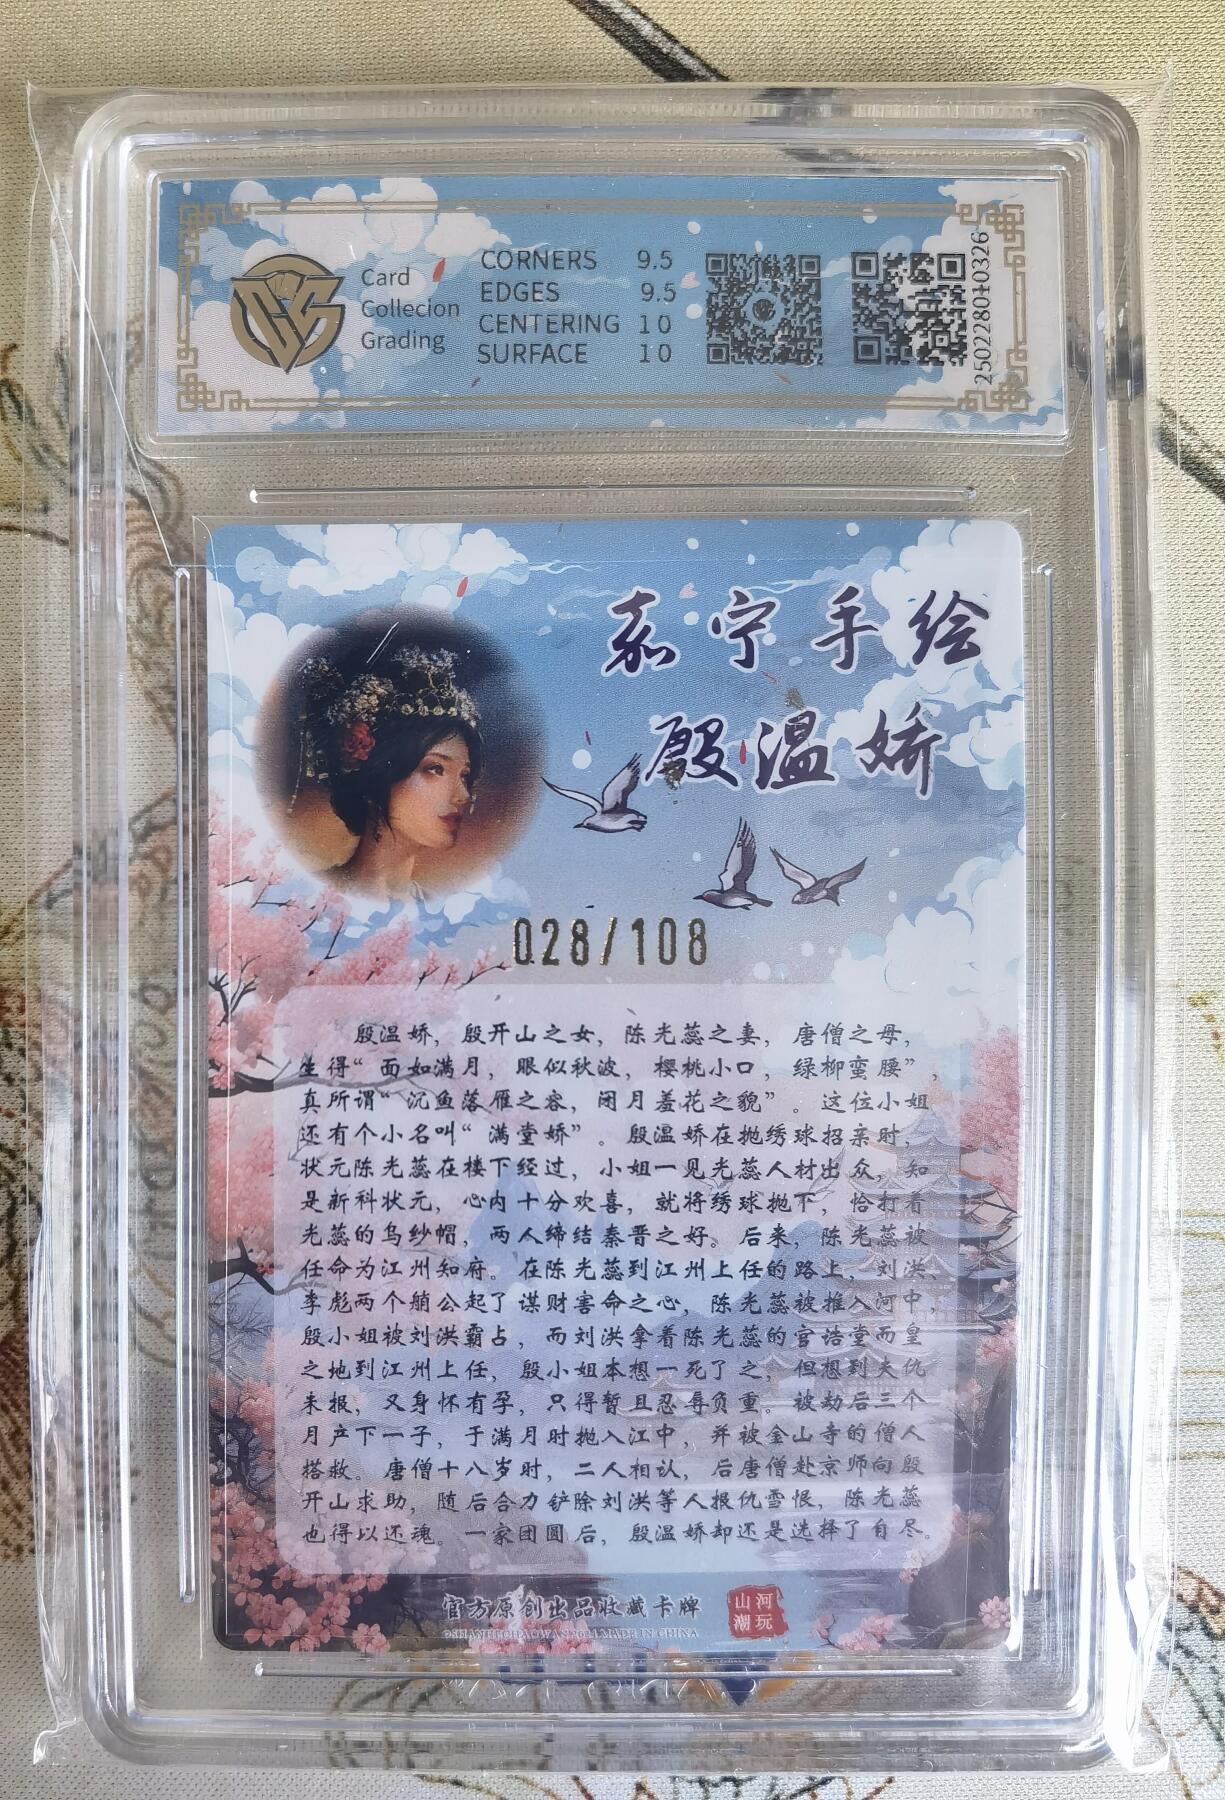 Card
Collecion
Grading
CORNERS 9.5
EDGES 9.5
CENTERING 10
SURFACE 10
250228010326
嘉宁手绘
殷温娇
028/108
殷温娇，殷开山之女，陈光蕊之妻，唐僧之母，
生得“面如满月，眼似秋波，樱桃小口，绿柳蛮腰”，
真所谓“沉鱼落雁之容，闭月羞花之貌”。这位小姐
还有个小名叫“满堂娇”。殷温娇在抛绣球招亲时，
状元陈光蕊在楼下经过，小姐一见光蕊人材出众，知
是新科状元，心内十分欢喜，就将绣球抛下，恰打着
光蕊的乌纱帽，两人缔结秦晋之好。后来，陈光蕊被
任命为江州知府。在陈光蕊到江州上任的路上，刘洪、
李彪两个艄公起了谋财害命之心，陈光蕊被推入河中，
殷小姐被刘洪霸占，而刘洪拿着陈光蕊的官诰堂而皇
之地到江州上任，殷小姐本想一死了之，但想到夫仇
未报，又身怀有孕，只得暂且忍辱负重。被劫后三个
月产下一子，于满月时抛入江中，并被金山寺的僧人
搭救。唐僧十八岁时，二人相认，后唐僧赴京师向殷
开山求助，随后合力铲除刘洪等人报仇雪恨，陈光蕊
也得以还魂。一家团圆后，殷温娇却还是选择了自尽。
官方原创出品收藏卡牌
©SHANHECHAOWAN2024.MADE IN CHINA
山河
潮玩